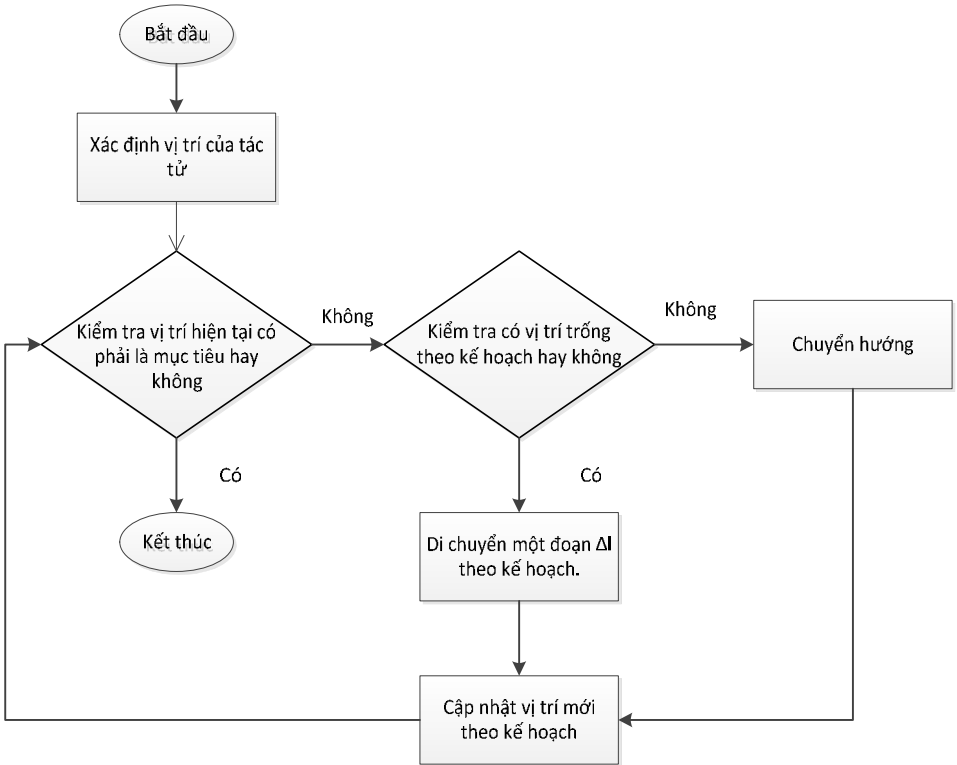 Bắt đầu
Xác định vị trí của tác
tử
Kiểm tra vị trí hiện tại có
phải là mục tiêu hay
không
Không
Kiểm tra có vị trí trống
theo kế hoạch hay không
Không
Chuyển hướng
Có
Kết thúc
Có
Di chuyển một đoạn Δl
theo kế hoạch.
Cập nhật vị trí mới
theo kế hoạch